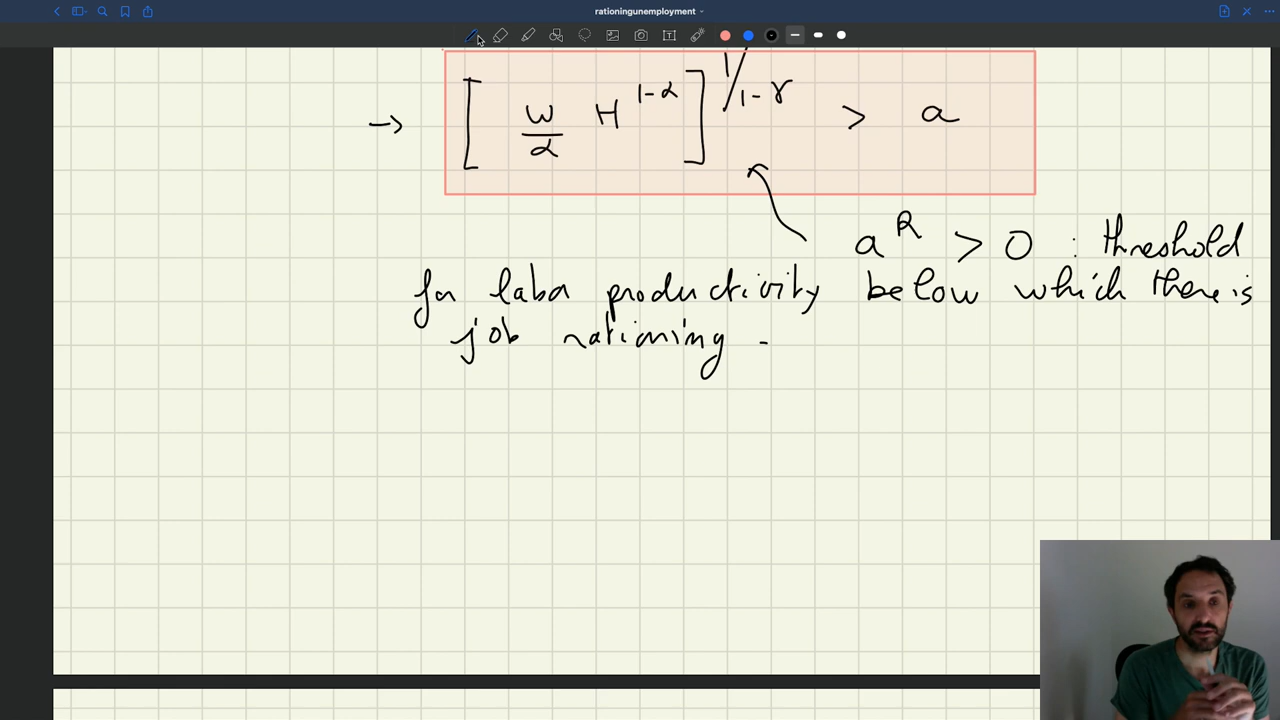 rationingunemployment
→ [ ω/α H^{1-α} ]^{1/1-γ} > a
a^R > 0 : threshold
for labor productivity below which there is
job rationing -